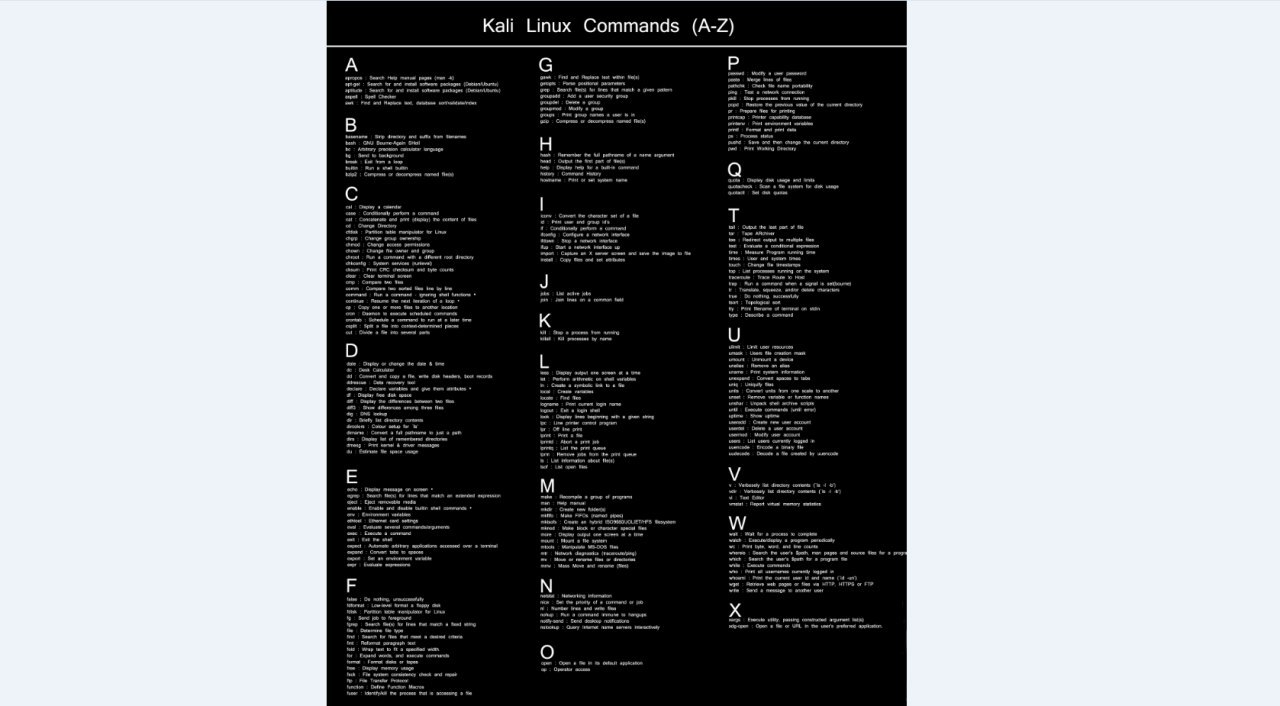 Kali Linux Commands (A-Z)
A
apropos : Search Help manual pages (man -k)
apt-get : Search for and install software packages (Debian/Ubuntu)
aptitude : Search for and install software packages (Debian/Ubuntu)
aspell : Spell Checker
awk : Find and Replace text, database sort/validate/index
B
basename : Strip directory and suffix from filenames
bash : GNU Bourne-Again SHell
bc : Arbitrary precision calculator language
bg : Send to background
break : Exit from a loop
builtin : Run a shell builtin
bzip2 : Compress or decompress named file(s)
C
cal : Display a calendar
case : Conditionally perform a command
cat : Concatenate and print (display) the content of files
cd : Change Directory
cfdisk : Partition table manipulator for Linux
chgrp : Change group ownership
chmod : Change access permissions
chown : Change file owner and group
chroot : Run a command with a different root directory
chkconfig : System services (runlevel)
cksum : Print CRC checksum and byte counts
clear : Clear terminal screen
cmp : Compare two files
comm : Compare two sorted files line by line
command : Run a command - ignoring shell functions •
continue : Resume the next iteration of a loop •
cp : Copy one or more files to another location
cron : Daemon to execute scheduled commands
crontab : Schedule a command to run at a later time
csplit : Split a file into context-determined pieces
cut : Divide a file into several parts
D
date : Display or change the date & time
dc : Desk Calculator
dd : Convert and copy a file, write disk headers, boot records
ddrescue : Data recovery tool
declare : Declare variables and give them attributes •
df : Display free disk space
diff : Display the differences between two files
diff3 : Show differences among three files
dig : DNS lookup
dir : Briefly list directory contents
dircolors : Colour setup for `ls'
dirname : Convert a full pathname to just a path
dirs : Display list of remembered directories
dmesg : Print kernel & driver messages
du : Estimate file space usage
E
echo : Display message on screen •
egrep : Search file(s) for lines that match an extended expression
eject : Eject removable media
enable : Enable and disable builtin shell commands •
env : Environment variables
ethtool : Ethernet card settings
eval : Evaluate several commands/arguments
exec : Execute a command
exit : Exit the shell
expect : Automate arbitrary applications accessed over a terminal
expand : Convert tabs to spaces
export : Set an environment variable
expr : Evaluate expressions
F
false : Do nothing, unsuccessfully
fdformat : Low-level format a floppy disk
fdisk : Partition table manipulator for Linux
fg : Send job to foreground
fgrep : Search file(s) for lines that match a fixed string
file : Determine file type
find : Search for files that meet a desired criteria
fmt : Reformat paragraph text
fold : Wrap text to fit a specified width.
for : Expand words, and execute commands
format : Format disks or tapes
free : Display memory usage
fsck : File system consistency check and repair
ftp : File Transfer Protocol
function : Define Function Macros
fuser : Identify/kill the process that is accessing a file
G
gawk : Find and Replace text within file(s)
getopts : Parse positional parameters
grep : Search file(s) for lines that match a given pattern
groupadd : Add a user security group
groupdel : Delete a group
groupmod : Modify a group
groups : Print group names a user is in
gzip : Compress or decompress named file(s)
H
hash : Remember the full pathname of a name argument
head : Output the first part of file(s)
help : Display help for a built-in command
history : Command History
hostname : Print or set system name
I
iconv : Convert the character set of a file
id : Print user and group id's
if : Conditionally perform a command
ifconfig : Configure a network interface
ifdown : Stop a network interface
ifup : Start a network interface up
import : Capture an X server screen and save the image to file
install : Copy files and set attributes
J
jobs : List active jobs
join : Join lines on a common field
K
kill : Stop a process from running
killall : Kill processes by name
L
less : Display output one screen at a time
let : Perform arithmetic on shell variables
ln : Create a symbolic link to a file
local : Create variables
locate : Find files
logname : Print current login name
logout : Exit a login shell
look : Display lines beginning with a given string
lpc : Line printer control program
lpr : Off line print
lprint : Print a file
lprintd : Abort a print job
lprintq : List the print queue
lprm : Remove jobs from the print queue
ls : List information about file(s)
lsof : List open files
M
make : Recompile a group of programs
man : Help manual
mkdir : Create new folder(s)
mkfifo : Make FIFOs (named pipes)
mkisofs : Create an hybrid ISO9660/JOLIET/HFS filesystem
mknod : Make block or character special files
more : Display output one screen at a time
mount : Mount a file system
mtools : Manipulate MS-DOS files
mtr : Network diagnostics (traceroute/ping)
mv : Move or rename files or directories
mmv : Mass Move and rename (files)
N
netstat : Networking information
nice : Set the priority of a command or job
nl : Number lines and write files
nohup : Run a command immune to hangups
notify-send : Send desktop notifications
nslookup : Query Internet name servers interactively
O
open : Open a file in its default application
op : Operator access
P
passwd : Modify a user password
paste : Merge lines of files
pathchk : Check file name portability
ping : Test a network connection
pkill : Stop processes from running
popd : Restore the previous value of the current directory
pr : Prepare files for printing
printcap : Printer capability database
printenv : Print environment variables
printf : Format and print data
ps : Process status
pushd : Save and then change the current directory
pwd : Print Working Directory
Q
quota : Display disk usage and limits
quotacheck : Scan a file system for disk usage
quotactl : Set disk quotas
T
tail : Output the last part of file
tar : Tape ARchiver
tee : Redirect output to multiple files
test : Evaluate a conditional expression
time : Measure Program running time
times : User and system times
touch : Change file timestamps
top : List processes running on the system
traceroute : Trace Route to Host
trap : Run a command when a signal is set(bourne)
tr : Translate, squeeze, and/or delete characters
true : Do nothing, successfully
tsort : Topological sort
tty : Print filename of terminal on stdin
type : Describe a command
U
ulimit : Limit user resources
umask : Users file creation mask
umount : Unmount a device
unalias : Remove an alias
uname : Print system information
unexpand : Convert spaces to tabs
uniq : Uniquify files
units : Convert units from one scale to another
unset : Remove variable or function names
unshar : Unpack shell archive scripts
until : Execute commands (until error)
uptime : Show uptime
useradd : Create new user account
userdel : Delete a user account
usermod : Modify user account
users : List users currently logged in
uuencode : Encode a binary file
uudecode : Decode a file created by uuencode
V
v : Verbosely list directory contents (`ls -l -b')
vdir : Verbosely list directory contents (`ls -l -b')
vi : Text Editor
vmstat : Report virtual memory statistics
W
wait : Wait for a process to complete
watch : Execute/display a program periodically
wc : Print byte, word, and line counts
whereis : Search the user's $path, man pages and source files for a progra
which : Search the user's $path for a program file
while : Execute commands
who : Print all usernames currently logged in
whoami : Print the current user id and name (`id -un')
wget : Retrieve web pages or files via HTTP, HTTPS or FTP
write : Send a message to another user
X
xargs : Execute utility, passing constructed argument list(s)
xdg-open : Open a file or URL in the user's preferred application.